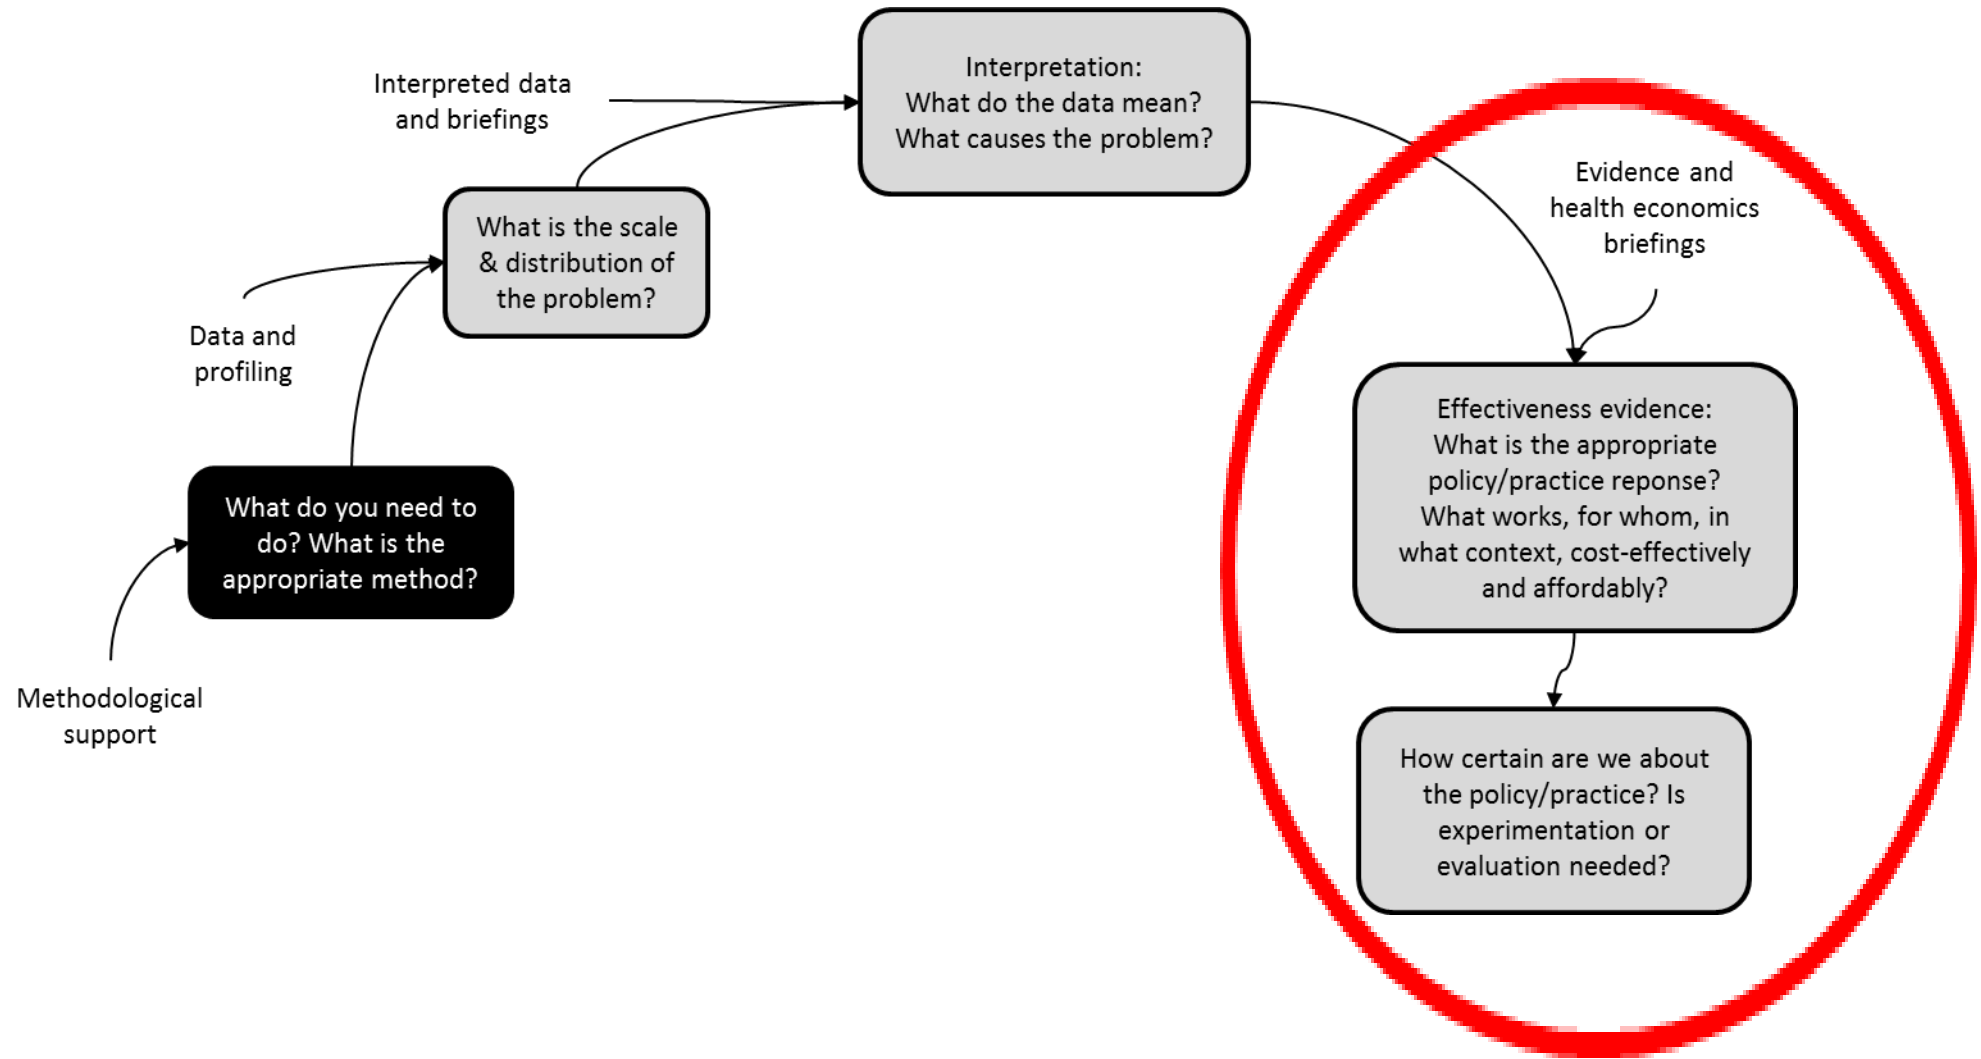 Interpreted data
and briefings
Interpretation:
What do the data mean?
What causes the problem?
Evidence and
health economics
briefings
What is the scale
& distribution of
the problem?
Data and
profiling
Effectiveness evidence:
What is the appropriate
policy/practice reponse?
What works, for whom, in
what context, cost-effectively
and affordably?
What do you need to
do? What is the
appropriate method?
Methodological
support
How certain are we about
the policy/practice? Is
experimentation or
evaluation needed?